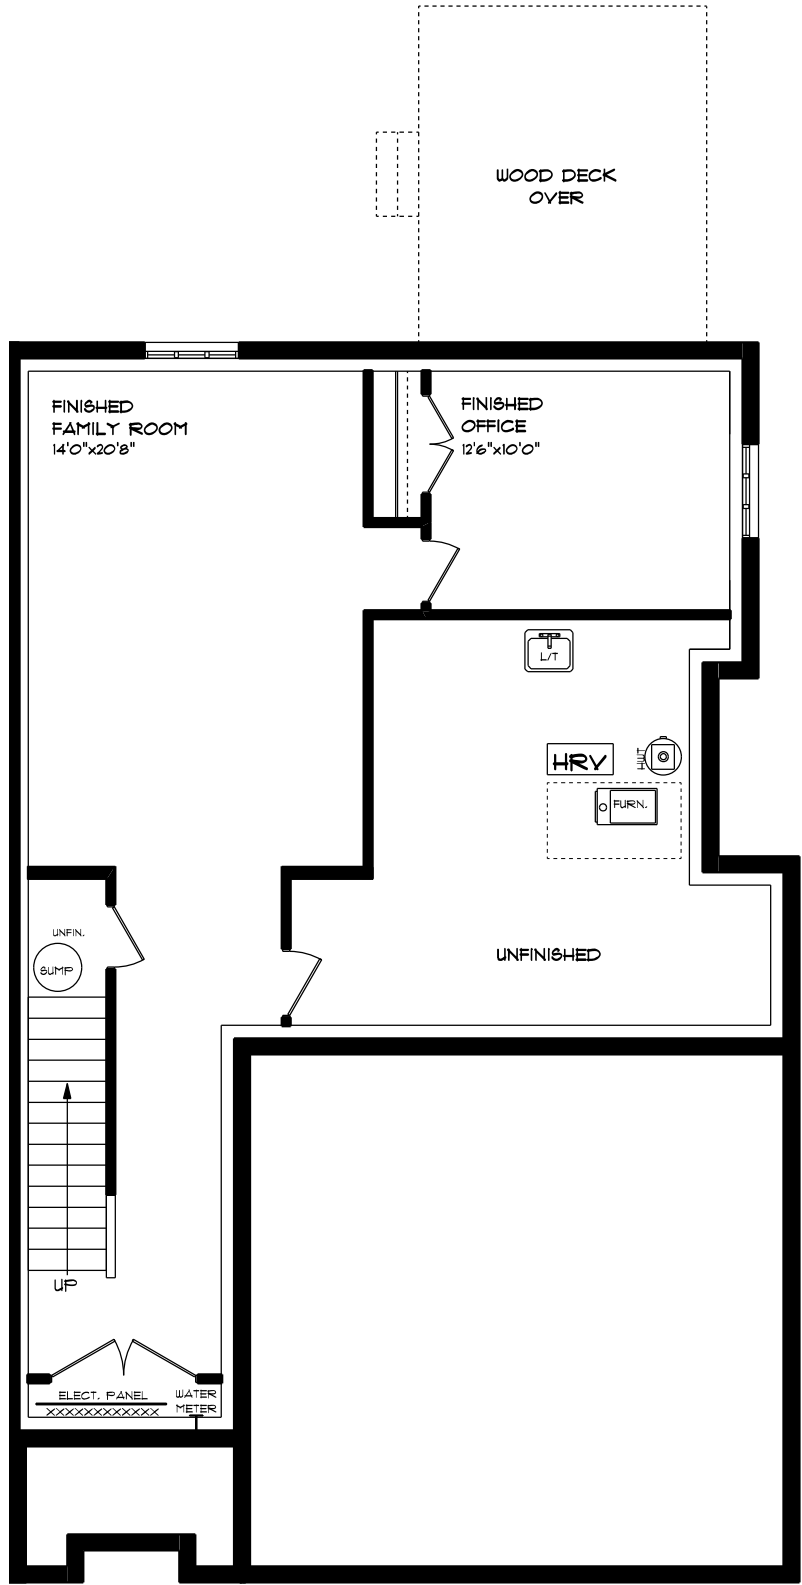 WOOD DECK
OVER
FINISHED
FAMILY ROOM
14'0"x20'8"
FINISHED
OFFICE
12'6"x10'0"
L/T
HRV
HWT
FURN.
UNFIN.
SUMP
UNFINISHED
UP
ELECT. PANEL
WATER
METER